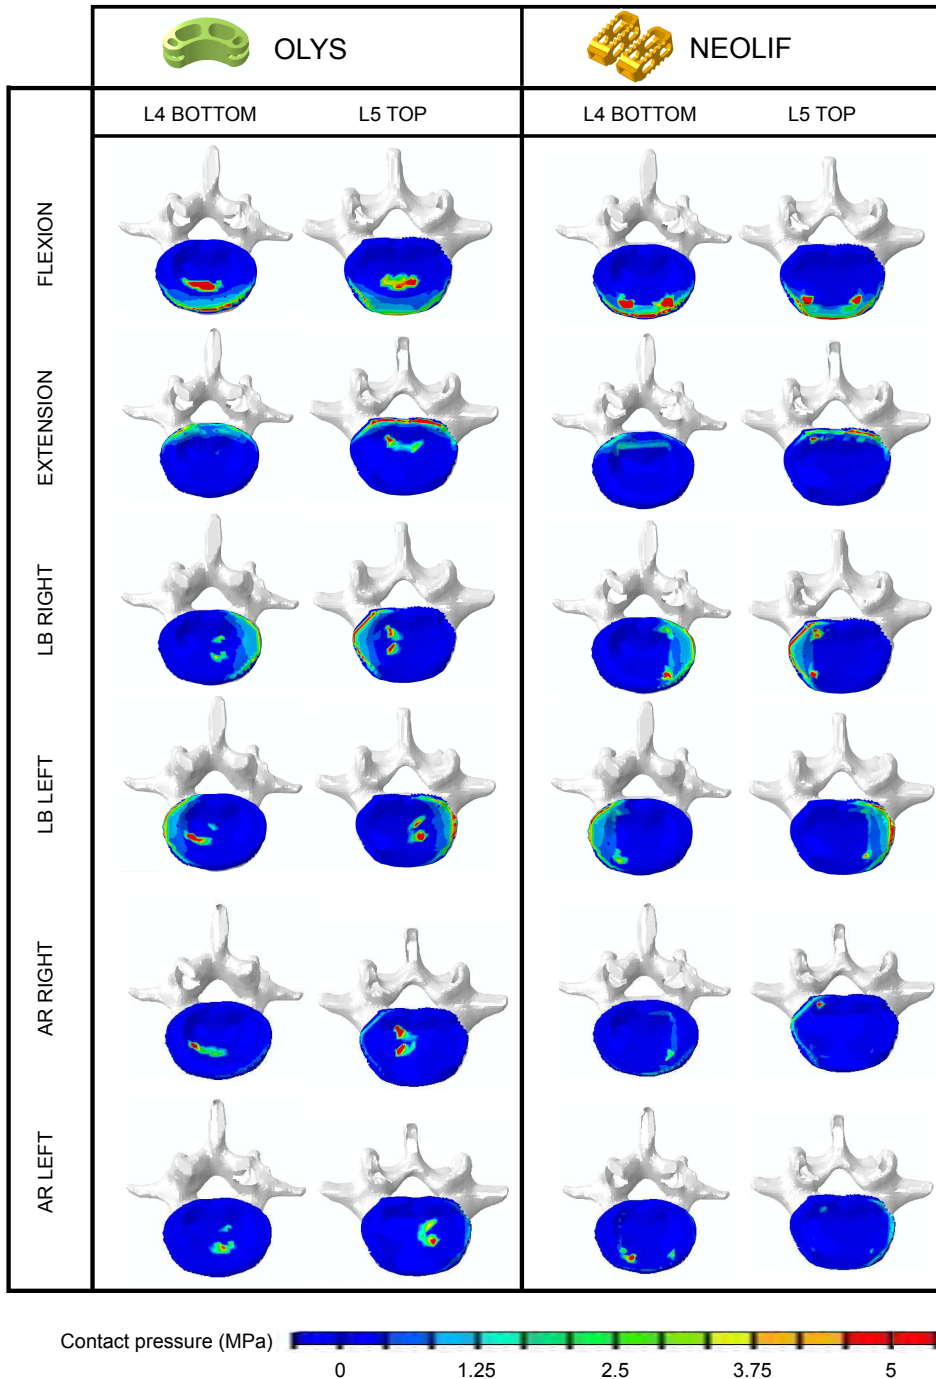 OLYS NEOLIF
L4 BOTTOM L5 TOP L4 BOTTOM L5 TOP
FLEXION
EXTENSION
LB RIGHT
LB LEFT
AR RIGHT
AR LEFT
Contact pressure (MPa)
0 1.25 2.5 3.75 5